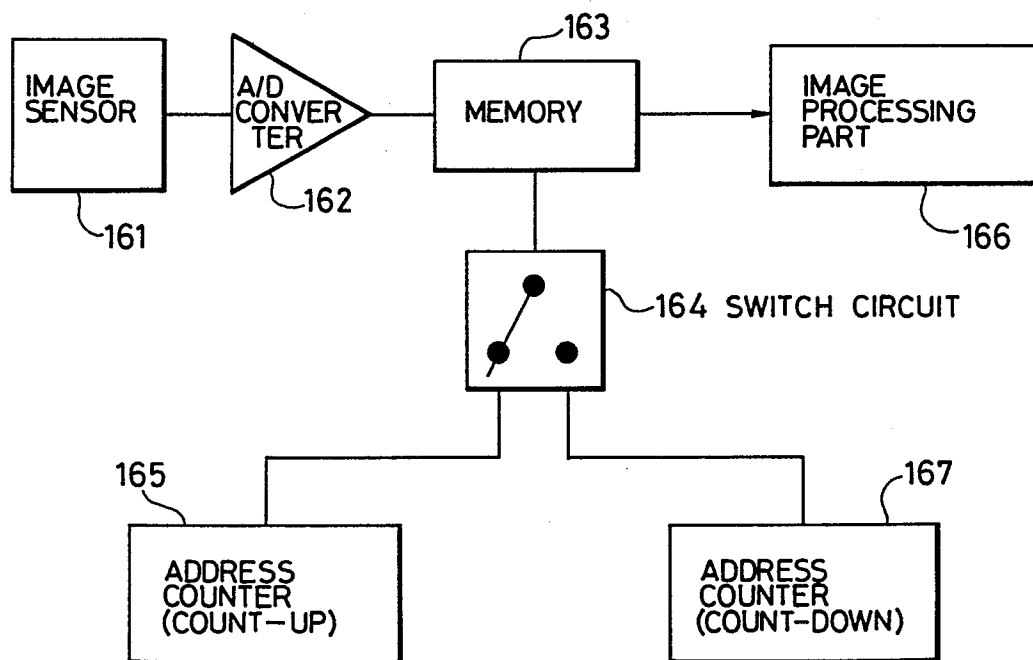 163
IMAGE
SENSOR
A/D
CONVER
TER
MEMORY
IMAGE
PROCESSING
PART
161
162
166
164 SWITCH CIRCUIT
165
167
ADDRESS
COUNTER
(COUNT-UP)
ADDRESS
COUNTER
(COUNT-DOWN)